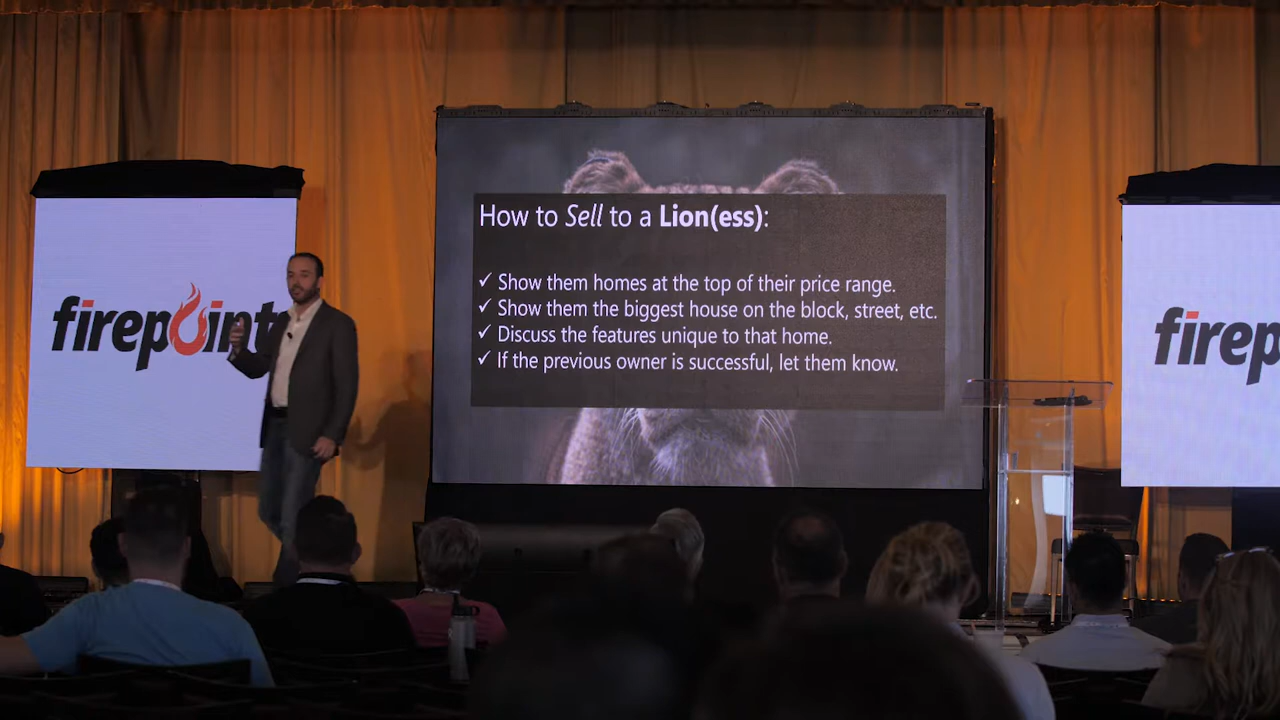 firepoint
How to Sell to a Lion(ess):
✓ Show them homes at the top of their price range.
✓ Show them the biggest house on the block, street, etc.
✓ Discuss the features unique to that home.
✓ If the previous owner is successful, let them know.
firep